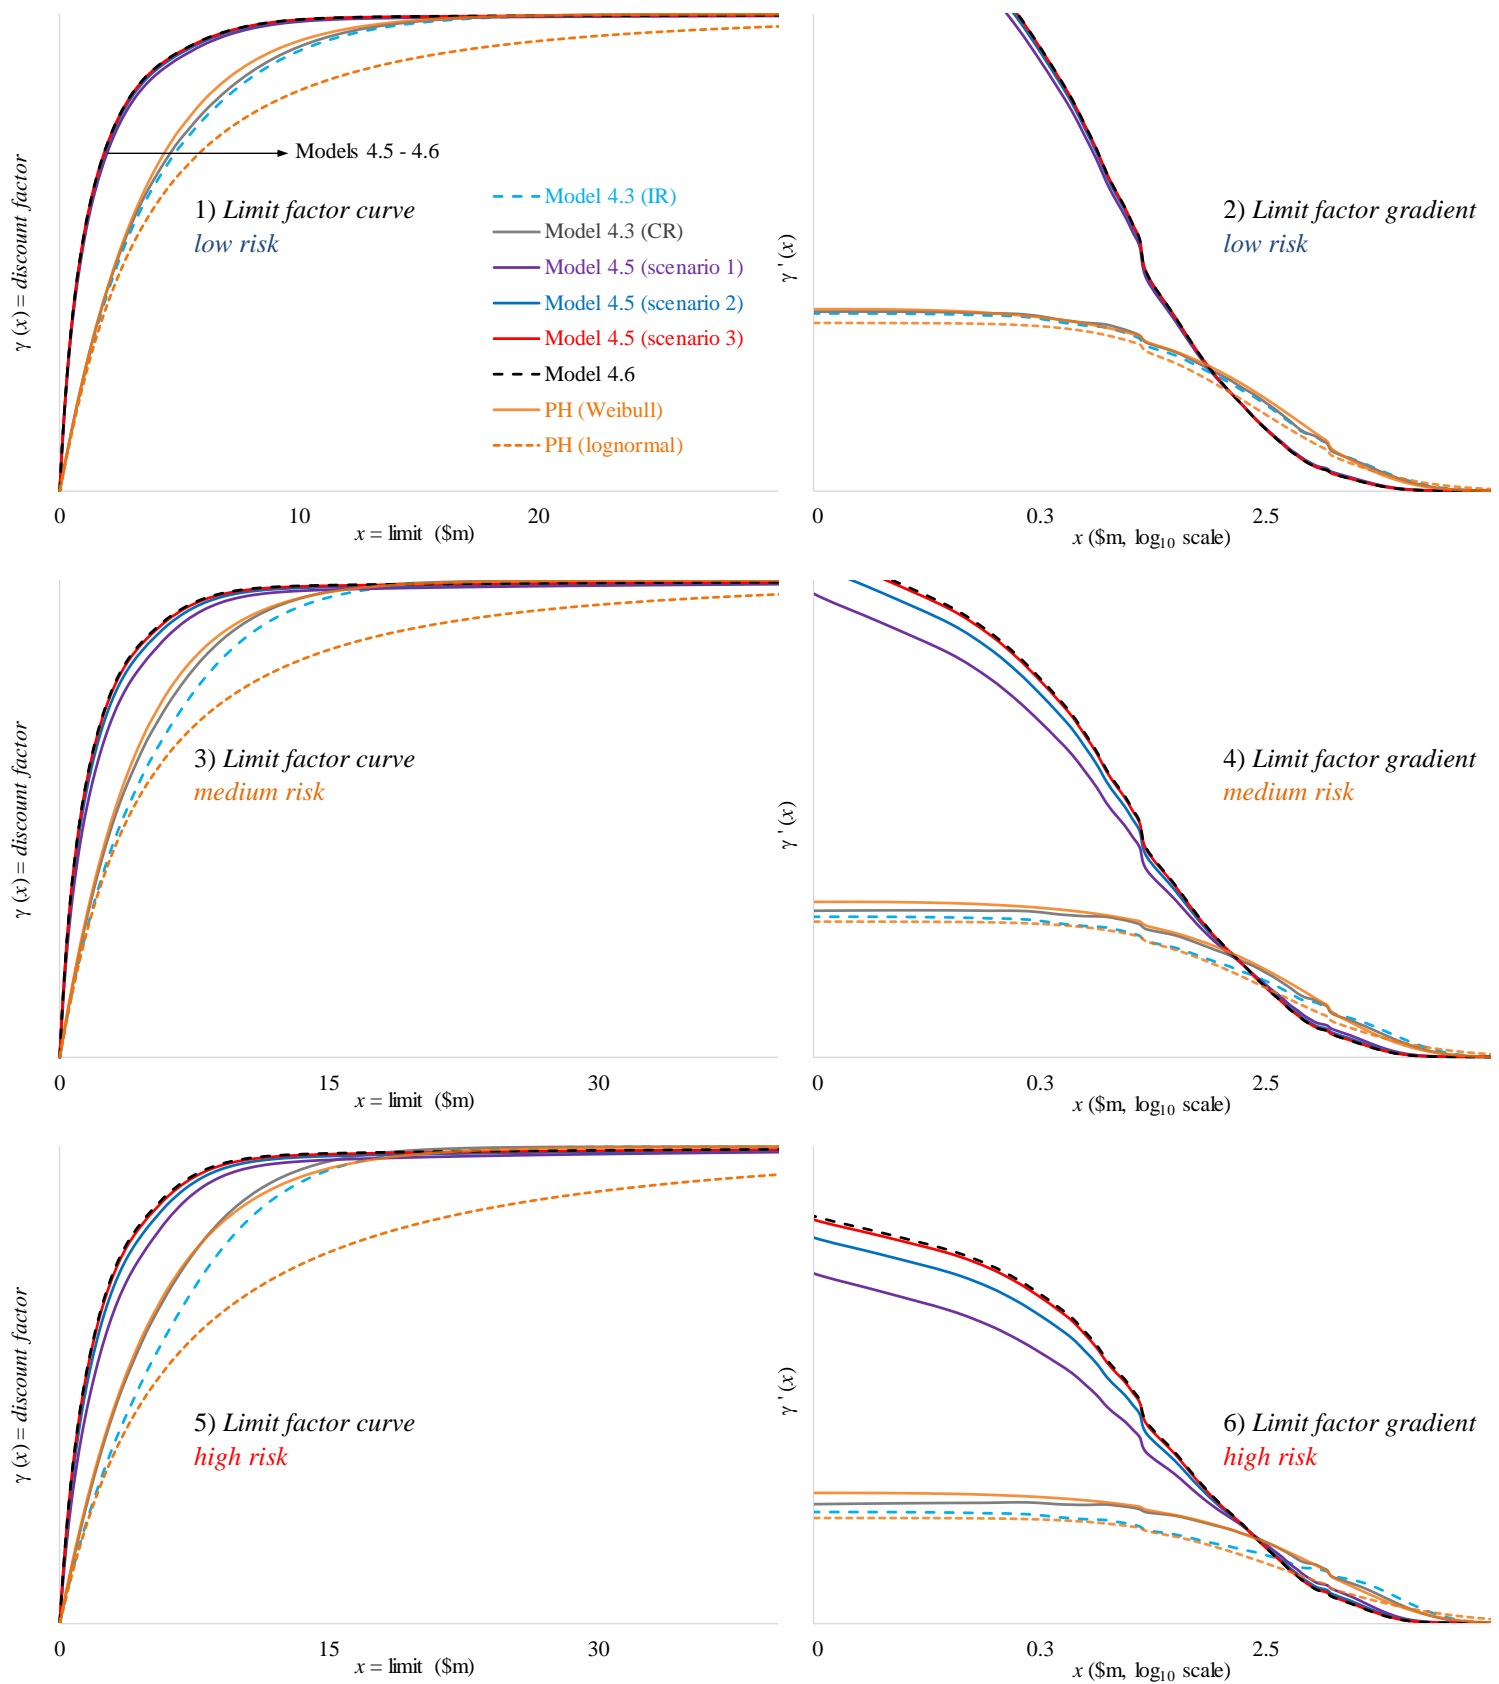 γ (x) = discount factor
Models 4.5 - 4.6
1) Limit factor curve
low risk
Model 4.3 (IR)
Model 4.3 (CR)
Model 4.5 (scenario 1)
Model 4.5 (scenario 2)
Model 4.5 (scenario 3)
Model 4.6
PH (Weibull)
PH (lognormal)
0 10 20
x = limit ($m)
γ ' (x)
2) Limit factor gradient
low risk
0 0.3 2.5
x ($m, log10 scale)
γ (x) = discount factor
3) Limit factor curve
medium risk
0 15 30
x = limit ($m)
γ ' (x)
4) Limit factor gradient
medium risk
0 0.3 2.5
x ($m, log10 scale)
γ (x) = discount factor
5) Limit factor curve
high risk
0 15 30
x = limit ($m)
γ ' (x)
6) Limit factor gradient
high risk
0 0.3 2.5
x ($m, log10 scale)